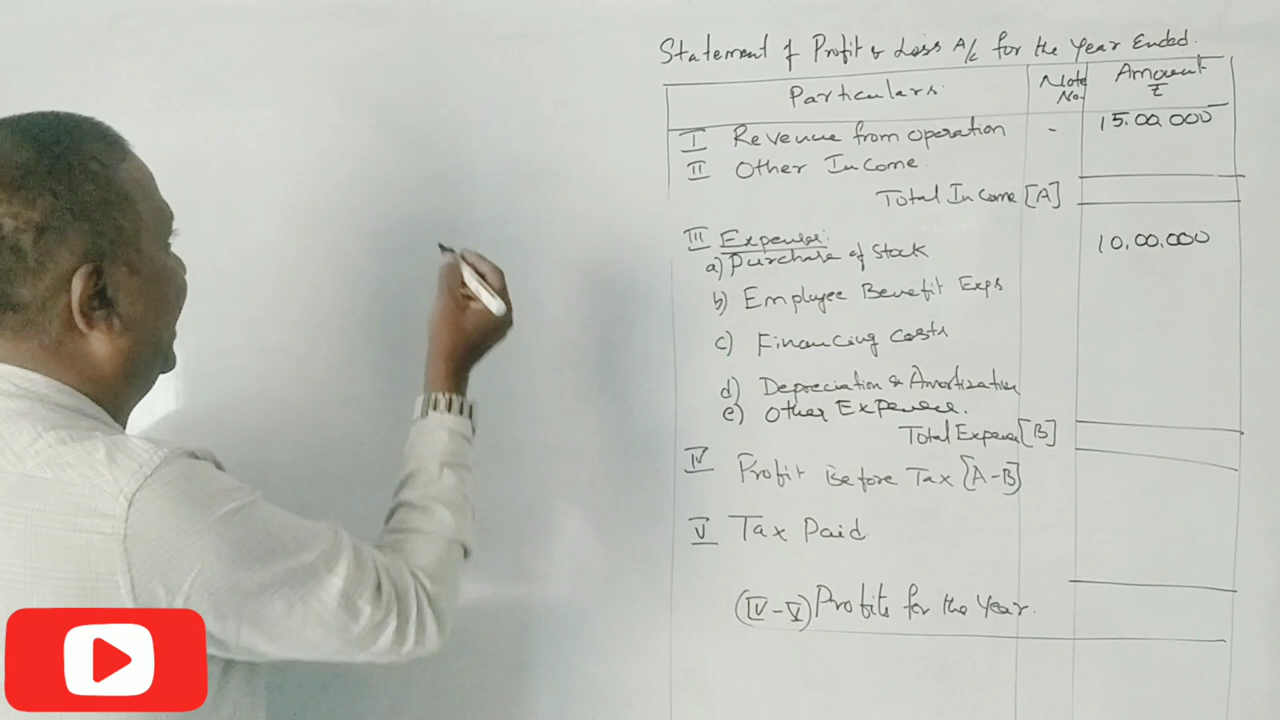 Statement of Profit & Loss A/c for the Year Ended.
Particulars. Note No. Amount ₹
I Revenue from operation - 15,00,000
II Other Income.
Total Income [A]
III Expenses: 10,00,000
a) Purchase of Stock
b) Employee Benefit Exps
c) Financing Costs
d) Depreciation & Amortization
e) Other Expenses.
Total Expense [B]
IV Profit Before Tax [A-B]
V Tax Paid
(IV-V) Profits for the Year.